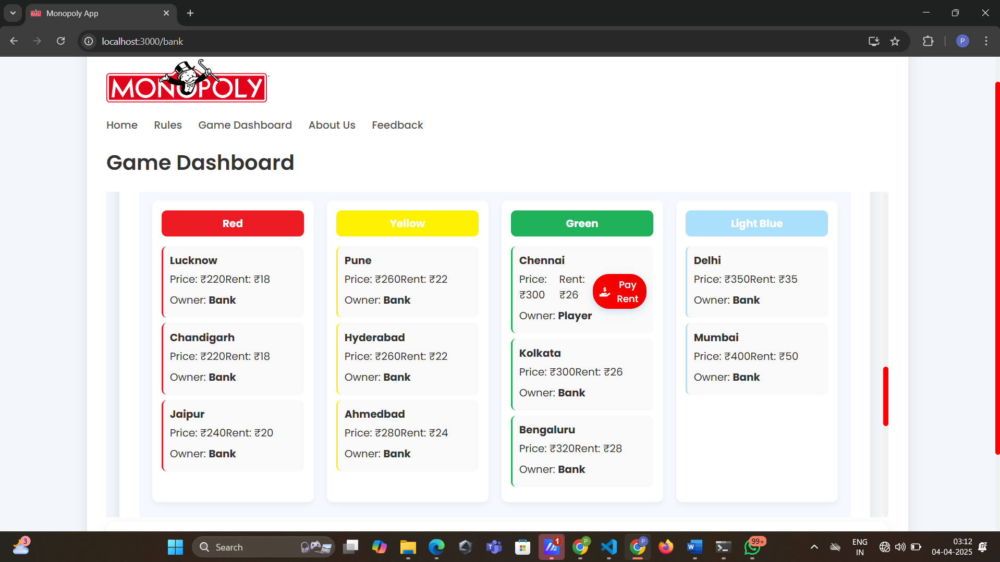 Monopoly App
localhost:3000/bank
P
MONOPOLY
Home Rules Game Dashboard About Us Feedback
Game Dashboard
Red
Lucknow
Price: ₹220Rent: ₹18
Owner: Bank
Chandigarh
Price: ₹220Rent: ₹18
Owner: Bank
Jaipur
Price: ₹240Rent: ₹20
Owner: Bank
Yellow
Pune
Price: ₹260Rent: ₹22
Owner: Bank
Hyderabad
Price: ₹260Rent: ₹22
Owner: Bank
Ahmedbad
Price: ₹280Rent: ₹24
Owner: Bank
Green
Chennai
Price: Rent:
₹300 ₹26
Pay
Rent
Owner: Player
Kolkata
Price: ₹300Rent: ₹26
Owner: Bank
Bengaluru
Price: ₹320Rent: ₹28
Owner: Bank
Light Blue
Delhi
Price: ₹350Rent: ₹35
Owner: Bank
Mumbai
Price: ₹400Rent: ₹50
Owner: Bank
3
Search
T
1
P
P
W
99+
ENG
IN
03:12
04-04-2025